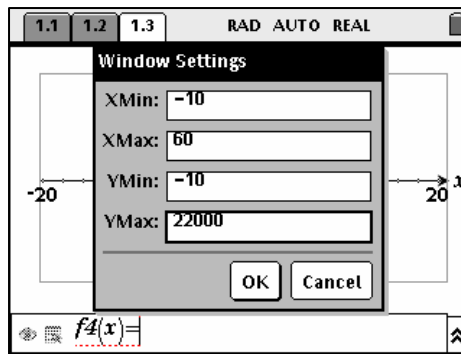 1.1 1.2 1.3 RAD AUTO REAL
Window Settings
XMin: -10
XMax: 60
YMin: -10
YMax: 22000
-20 20 x
OK Cancel
f4(x)=